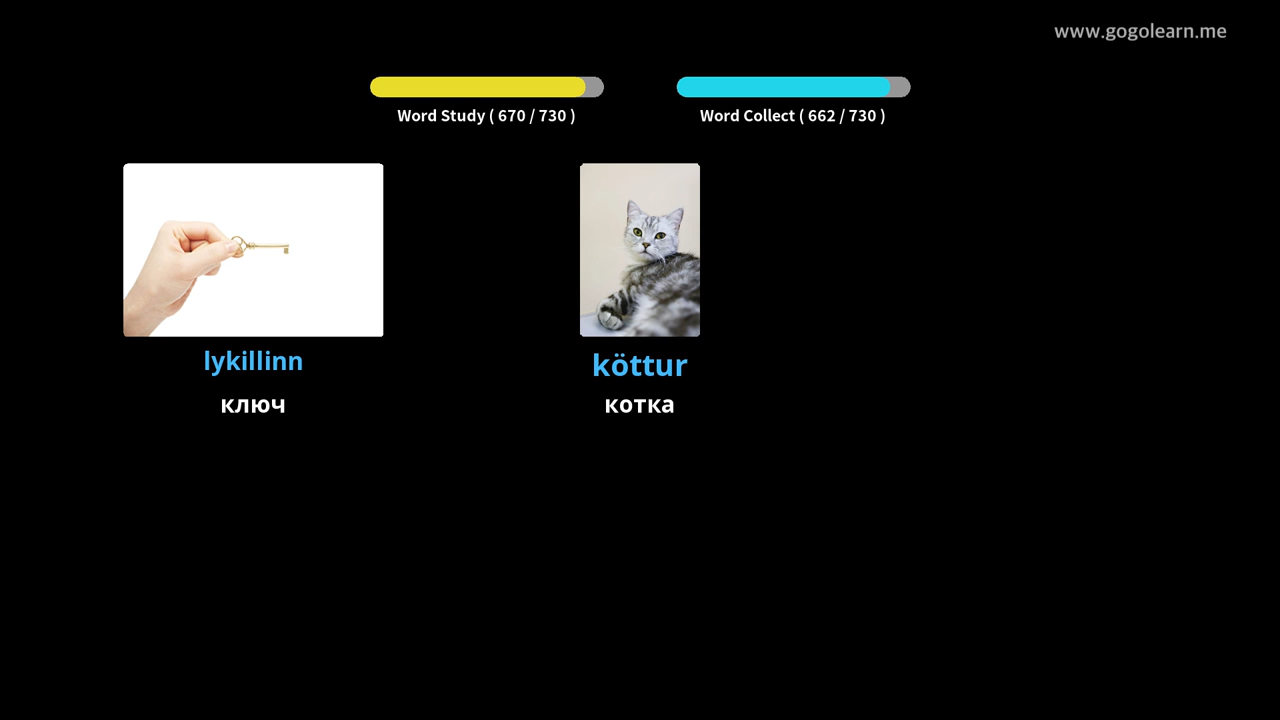 www.gogolearn.me
Word Study ( 670 / 730 )
Word Collect ( 662 / 730 )
lykillinn
ключ
köttur
котка